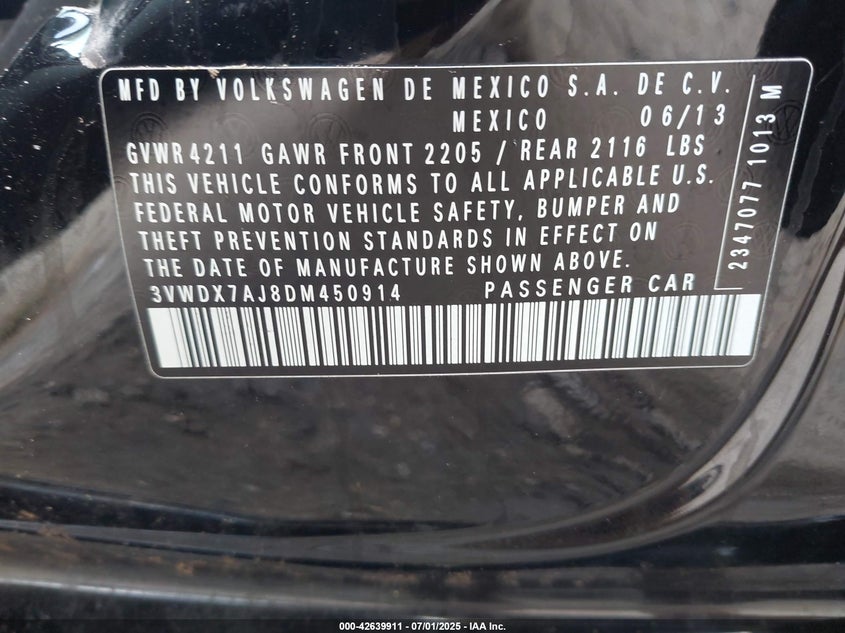 MFD BY VOLKSWAGEN DE MEXICO S.A. DE C.V.
MEXICO 06/13
GVWR 4211 GAWR FRONT 2205 / REAR 2116 LBS
THIS VEHICLE CONFORMS TO ALL APPLICABLE U.S.
FEDERAL MOTOR VEHICLE SAFETY, BUMPER AND
THEFT PREVENTION STANDARDS IN EFFECT ON
THE DATE OF MANUFACTURE SHOWN ABOVE.
3VWDX7AJ8DM450914 PASSENGER CAR
2347077 1013 M
000-42639911 - 07/01/2025 - IAA Inc.